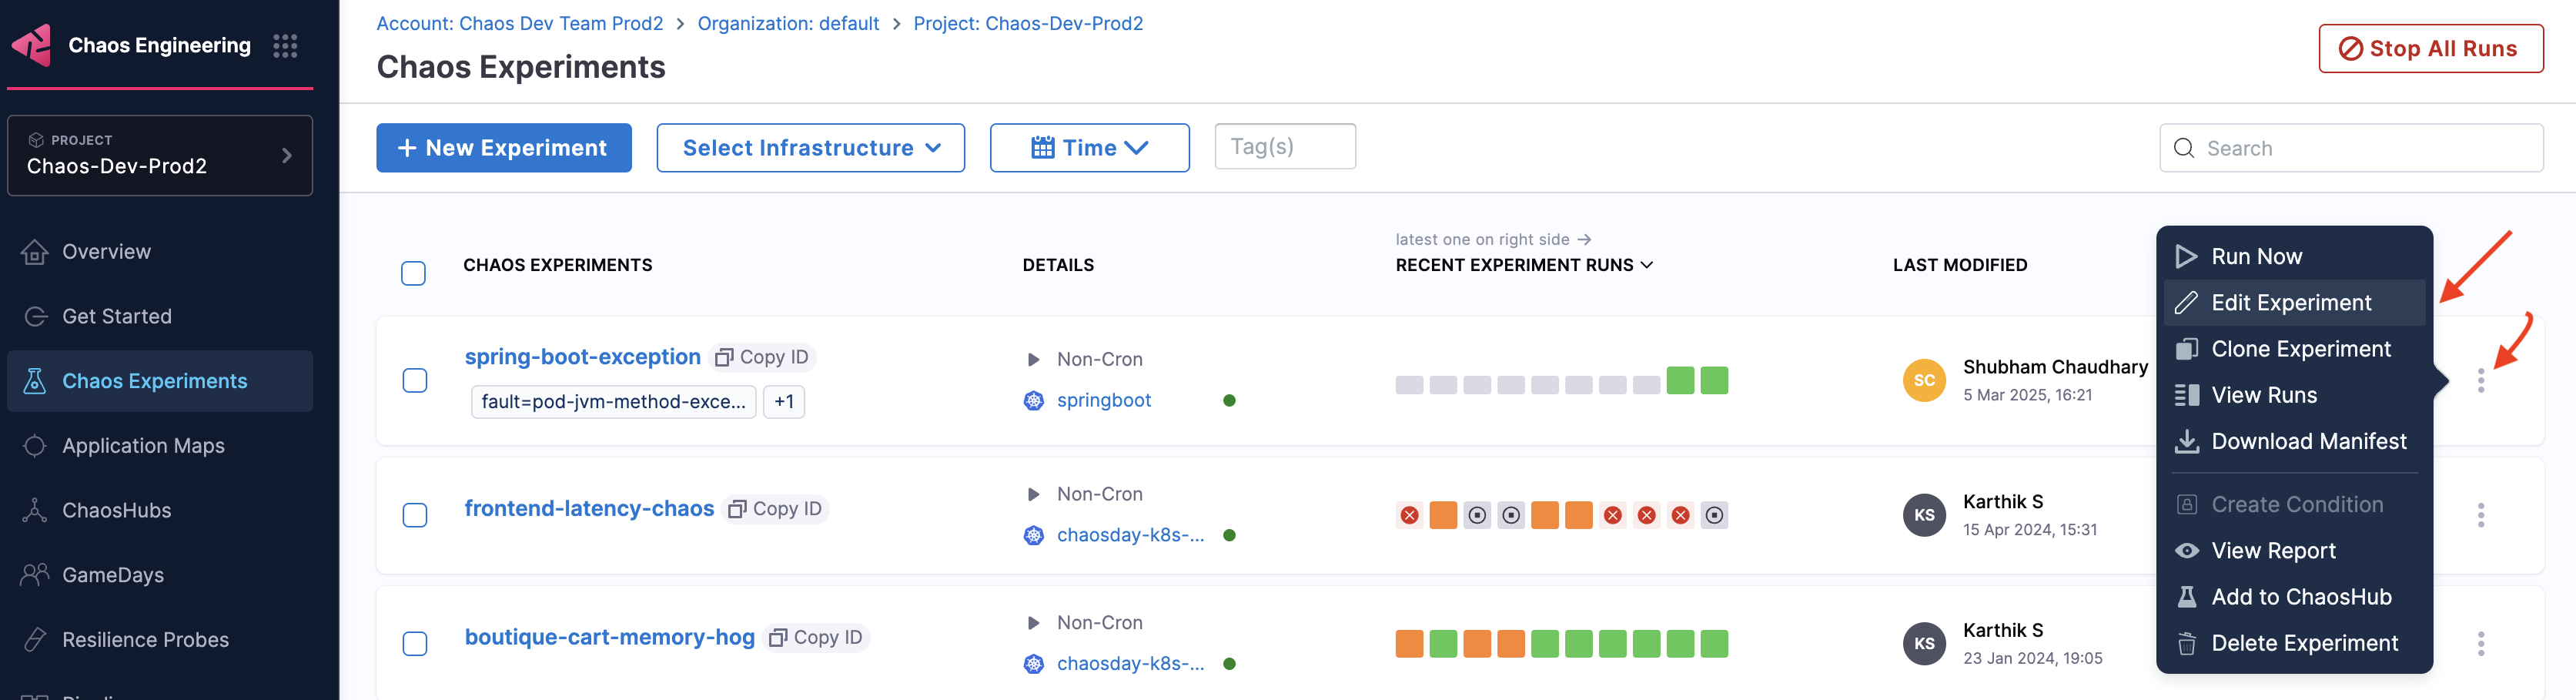 Chaos Engineering
PROJECT
Chaos-Dev-Prod2
Overview
Get Started
Chaos Experiments
Application Maps
ChaosHubs
GameDays
Resilience Probes
Account: Chaos Dev Team Prod2 > Organization: default > Project: Chaos-Dev-Prod2
Chaos Experiments
Stop All Runs
+ New Experiment
Select Infrastructure
Time
Tag(s)
Search
latest one on right side →
CHAOS EXPERIMENTS
DETAILS
RECENT EXPERIMENT RUNS
LAST MODIFIED
spring-boot-exception
Copy ID
fault=pod-jvm-method-exce...
+1
Non-Cron
springboot
SC
Shubham Chaudhary
5 Mar 2025, 16:21
frontend-latency-chaos
Copy ID
Non-Cron
chaosday-k8s-...
KS
Karthik S
15 Apr 2024, 15:31
boutique-cart-memory-hog
Copy ID
Non-Cron
chaosday-k8s-...
KS
Karthik S
23 Jan 2024, 19:05
Run Now
Edit Experiment
Clone Experiment
View Runs
Download Manifest
Create Condition
View Report
Add to ChaosHub
Delete Experiment